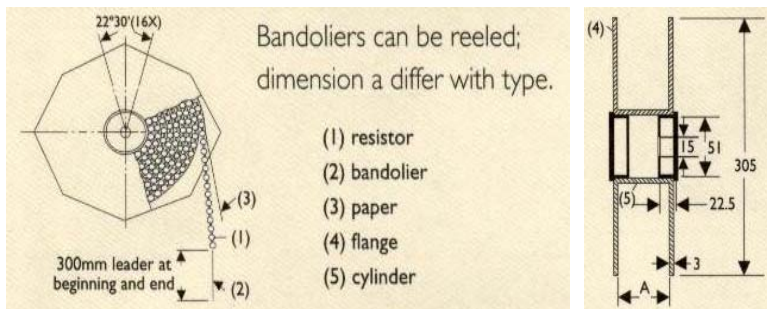 22°30'(16X)
Bandoliers can be reeled;
dimension a differ with type.
(1) resistor
(2) bandolier
(3) paper
(4) flange
(5) cylinder
(3)
(1)
300mm leader at
beginning and end
(2)
(4)
15
51
305
(5)
22.5
3
A